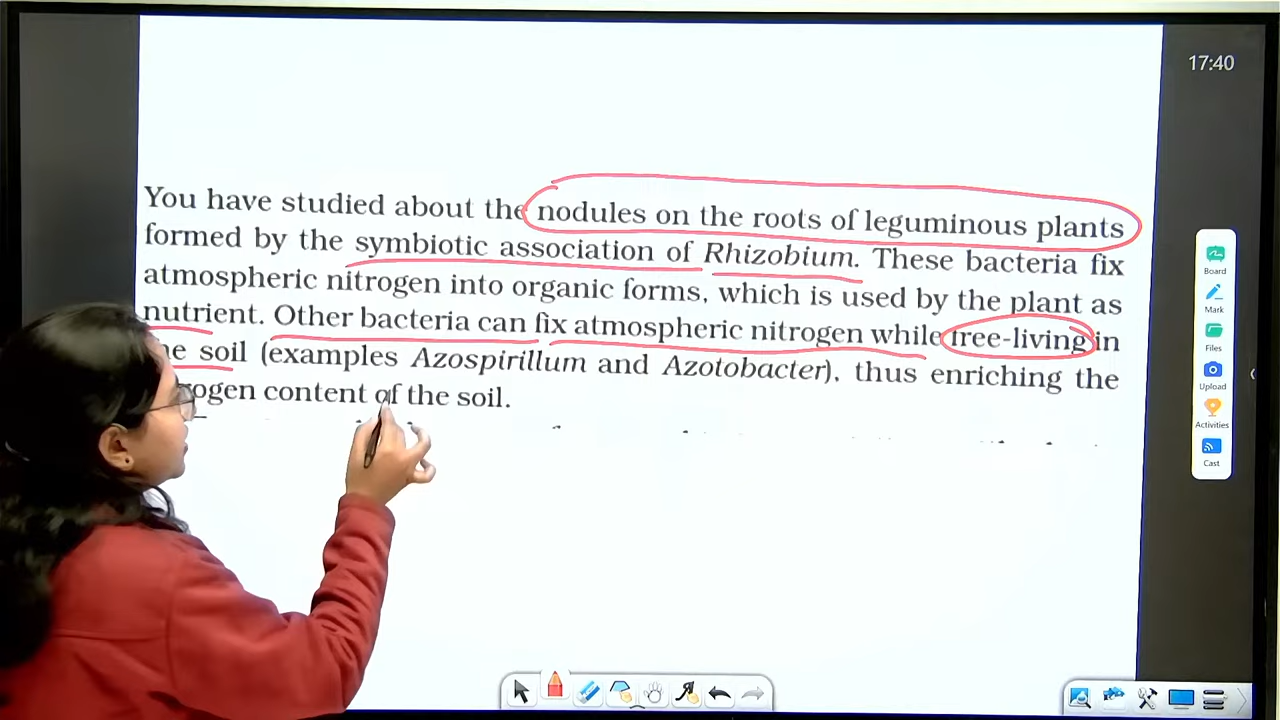 17:40
You have studied about the nodules on the roots of leguminous plants
formed by the symbiotic association of Rhizobium. These bacteria fix
atmospheric nitrogen into organic forms, which is used by the plant as
nutrient. Other bacteria can fix atmospheric nitrogen while free-living in
soil (examples Azospirillum and Azotobacter), thus enriching the
content of the soil.
Board
Mark
Files
Upload
Activities
Cast